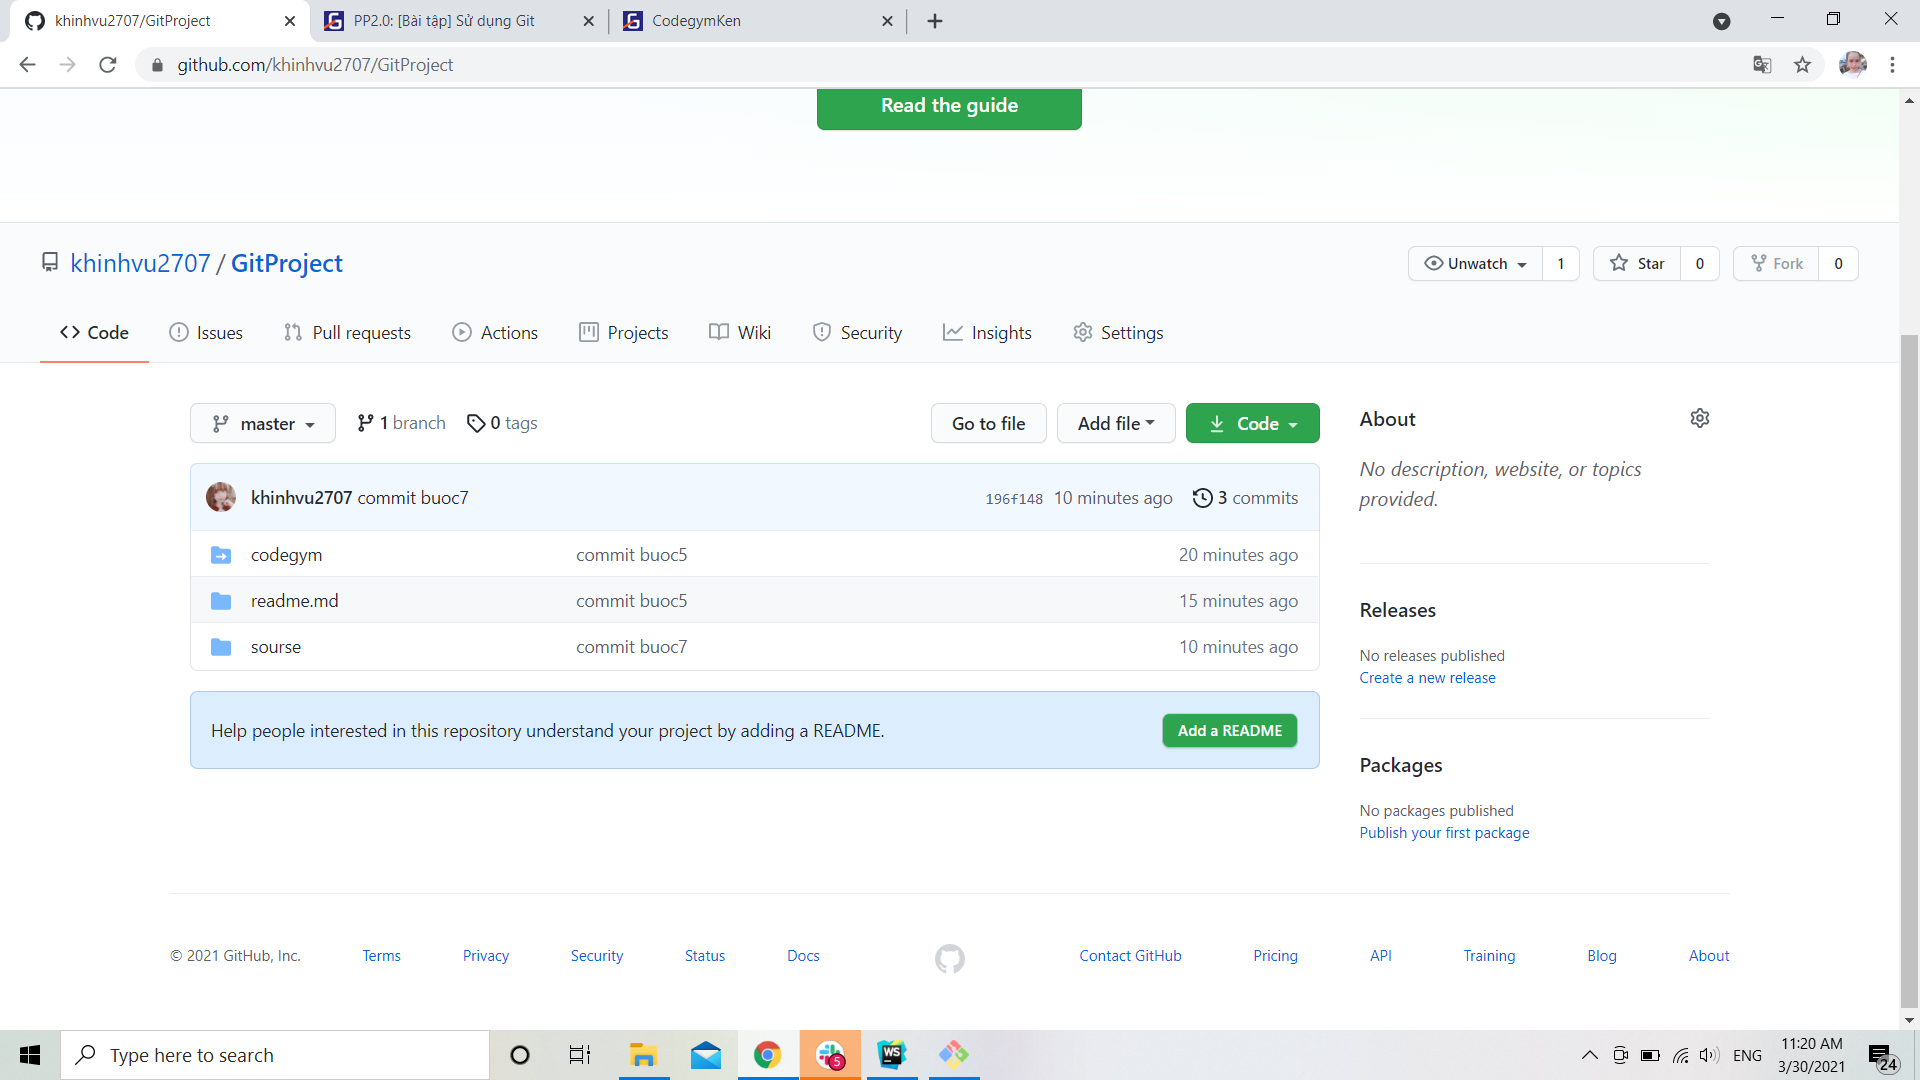 khinhvu2707/GitProject
PP2.0: [Bài tập] Sử dụng Git
CodegymKen
github.com/khinhvu2707/GitProject
Read the guide
khinhvu2707 / GitProject
Unwatch 1
Star 0
Fork 0
Code Issues Pull requests Actions Projects Wiki Security Insights Settings
master 1 branch 0 tags
Go to file Add file Code
khinhvu2707 commit buoc7 196f148 10 minutes ago 3 commits
codegym commit buoc5 20 minutes ago
readme.md commit buoc5 15 minutes ago
sourse commit buoc7 10 minutes ago
Help people interested in this repository understand your project by adding a README.
Add a README
About
No description, website, or topics
provided.
Releases
No releases published
Create a new release
Packages
No packages published
Publish your first package
© 2021 GitHub, Inc. Terms Privacy Security Status Docs Contact GitHub Pricing API Training Blog About
Type here to search
5
WS
ENG
11:20 AM
3/30/2021
24